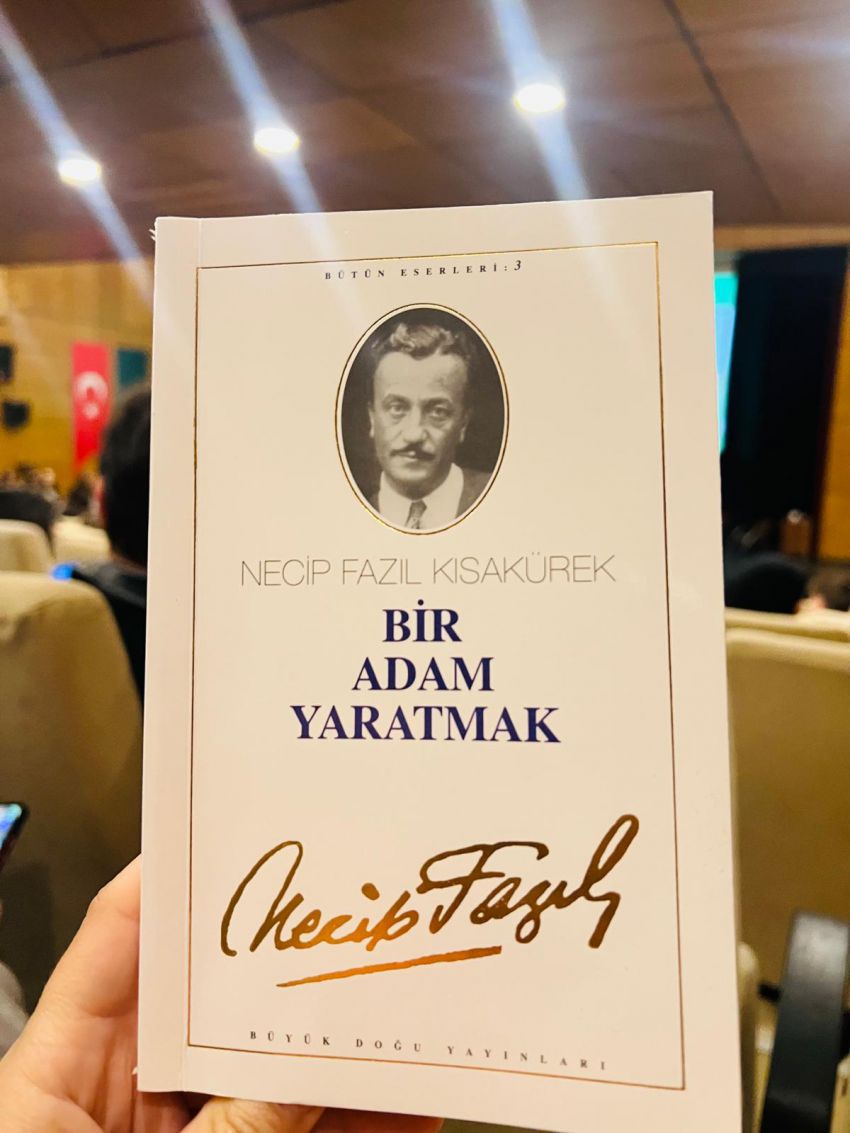 BÜTÜN ESERLERİ: 3
NECİP FAZIL KISAKÜREK
BİR
ADAM
YARATMAK
Necip Fazıl
BÜYÜK DOĞU YAYINLARI